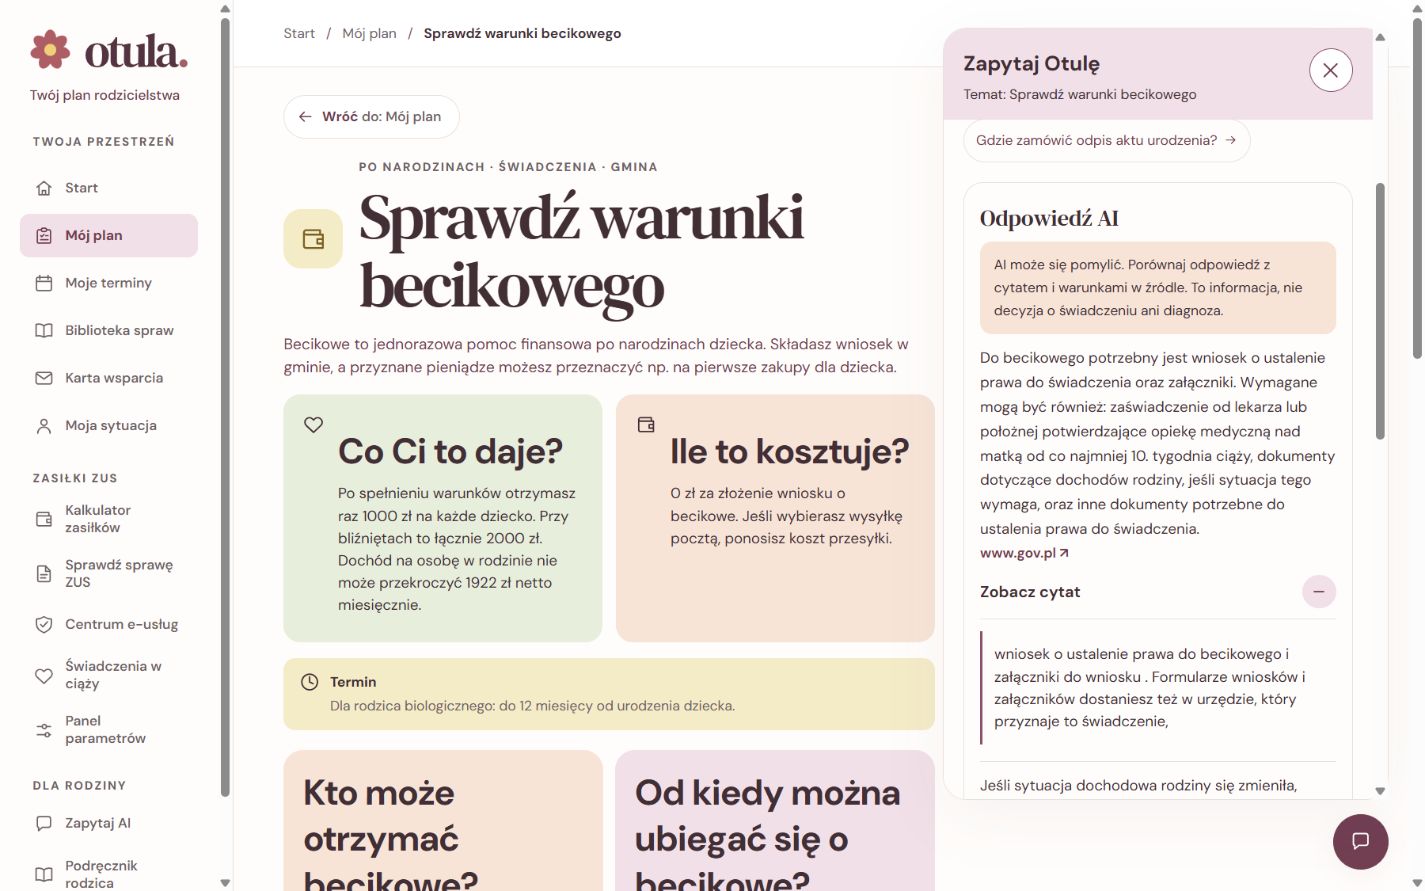 otula.
Twój plan rodzicielstwa
TWOJA PRZESTRZEŃ
Start
Mój plan
Moje terminy
Biblioteka spraw
Karta wsparcia
Moja sytuacja
ZASIŁKI ZUS
Kalkulator
zasiłków
Sprawdź sprawę
ZUS
Centrum e-usług
Świadczenia w
ciąży
Panel
parametrów
DLA RODZINY
Zapytaj AI
Podręcznik
rodzica
Start / Mój plan / Sprawdź warunki becikowego
← Wróć do: Mój plan
PO NARODZINACH · ŚWIADCZENIA · GMINA
Sprawdź warunki
becikowego
Becikowe to jednorazowa pomoc finansowa po narodzinach dziecka. Składasz wniosek w
gminie, a przyznane pieniądze możesz przeznaczyć np. na pierwsze zakupy dla dziecka.
Co Ci to daje?
Po spełnieniu warunków otrzymasz
raz 1000 zł na każde dziecko. Przy
bliźniętach to łącznie 2000 zł.
Dochód na osobę w rodzinie nie
może przekroczyć 1922 zł netto
miesięcznie.
Ile to kosztuje?
0 zł za złożenie wniosku o
becikowe. Jeśli wybierasz wysyłkę
pocztą, ponosisz koszt przesyłki.
Termin
Dla rodzica biologicznego: do 12 miesięcy od urodzenia dziecka.
Kto może
otrzymać
becikowe?
Od kiedy można
ubiegać się o
becikowe?
Zapytaj Otulę
Temat: Sprawdź warunki becikowego
Gdzie zamówić odpis aktu urodzenia? →
Odpowiedź AI
AI może się pomylić. Porównaj odpowiedź z
cytatem i warunkami w źródle. To informacja, nie
decyzja o świadczeniu ani diagnoza.
Do becikowego potrzebny jest wniosek o ustalenie
prawa do świadczenia oraz załączniki. Wymagane
mogą być również: zaświadczenie od lekarza lub
położnej potwierdzające opiekę medyczną nad
matką od co najmniej 10. tygodnia ciąży, dokumenty
dotyczące dochodów rodziny, jeśli sytuacja tego
wymaga, oraz inne dokumenty potrzebne do
ustalenia prawa do świadczenia.
www.gov.pl ↗
Zobacz cytat
wniosek o ustalenie prawa do becikowego i
załączniki do wniosku . Formularze wniosków i
załączników dostaniesz też w urzędzie, który
przyznaje to świadczenie,
Jeśli sytuacja dochodowa rodziny się zmieniła,